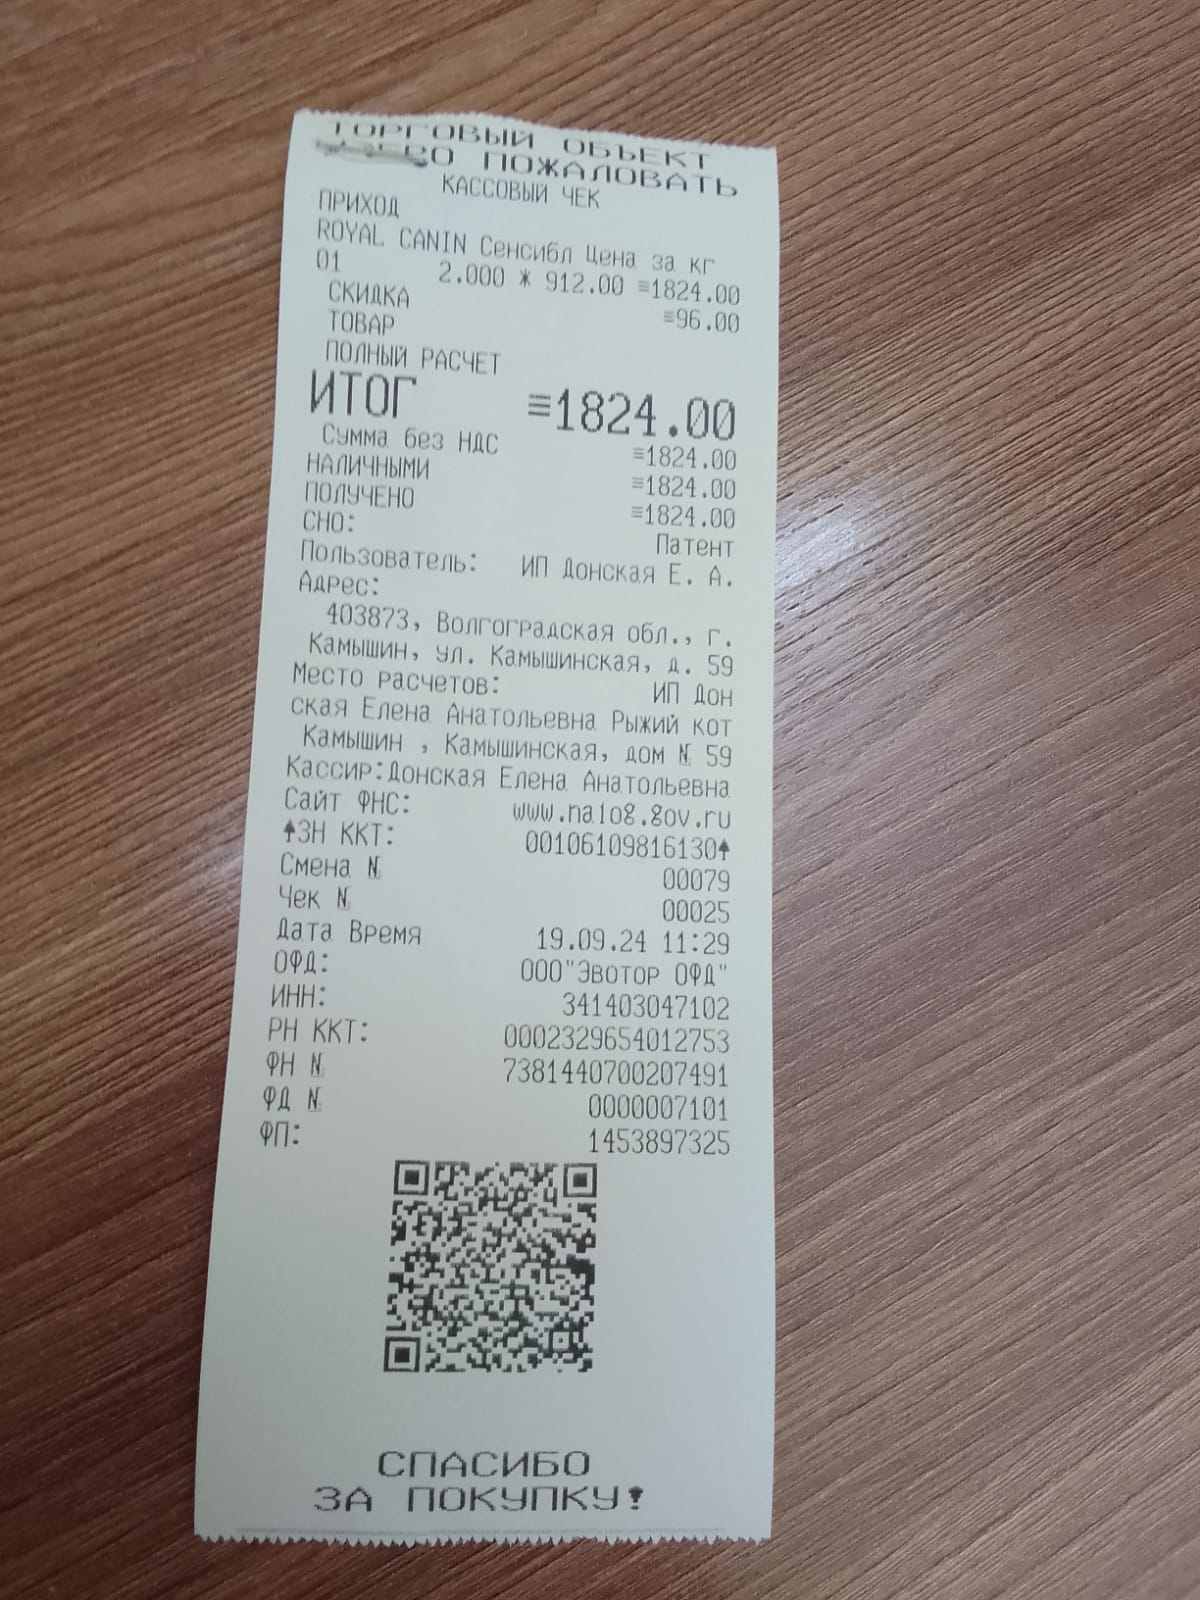 ТОРГОВЫЙ ОБЪЕКТ
ПОЖАЛОВАТЬ
КАССОВЫЙ ЧЕК
ПРИХОД
ROYAL CANIN Сенсибл Цена за кг
01 2.000 * 912.00 ≡1824.00
СКИДКА ≡96.00
ТОВАР
ПОЛНЫЙ РАСЧЕТ
ИТОГ ≡1824.00
Сумма без НДС ≡1824.00
НАЛИЧНЫМИ ≡1824.00
ПОЛУЧЕНО ≡1824.00
СНО: Патент
Пользователь: ИП Донская Е. А.
Адрес:
403873, Волгоградская обл., г.
Камышин, ул. Камышинская, д. 59
Место расчетов: ИП Дон
ская Елена Анатольевна Рыжий кот
Камышин , Камышинская, дом № 59
Кассир:Донская Елена Анатольевна
Сайт ФНС: www.nalog.gov.ru
↑ЗН ККТ: 00106109816130↑
Смена № 00079
Чек № 00025
Дата Время 19.09.24 11:29
ОФД: ООО"Эвотор ОФД"
ИНН: 341403047102
РН ККТ: 0002329654012753
ФН № 7381440700207491
ФД № 0000007101
ФП: 1453897325
СПАСИБО
ЗА ПОКУПКУ!